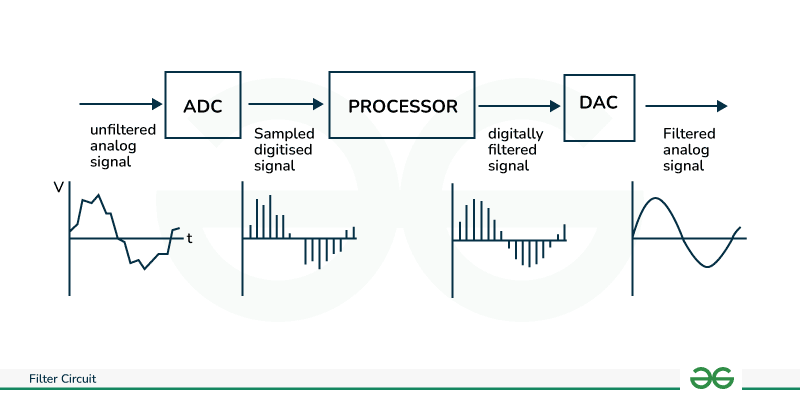 ADC
PROCESSOR
DAC
unfiltered
analog
signal
Sampled
digitised
signal
digitally
filtered
signal
Filtered
analog
signal
V
t
Filter Circuit